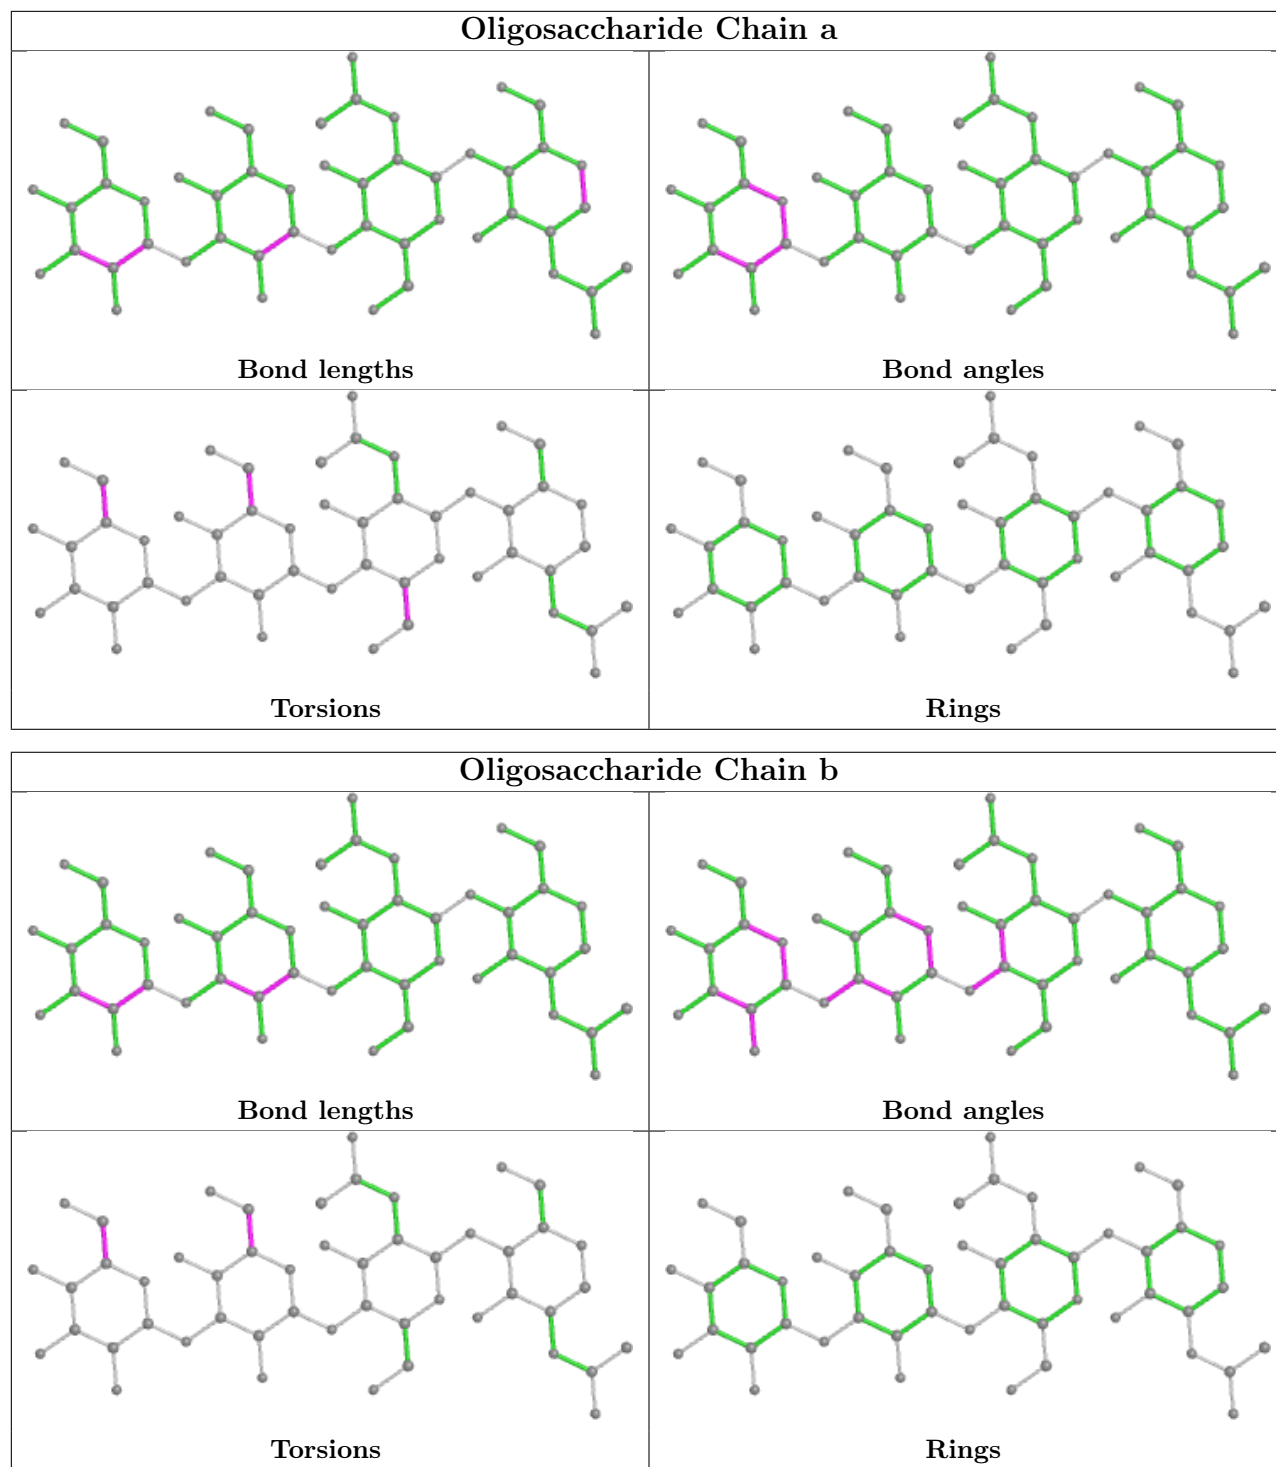 Oligosaccharide Chain a
Bond lengths
Bond angles
Torsions
Rings
Oligosaccharide Chain b
Bond lengths
Bond angles
Torsions
Rings